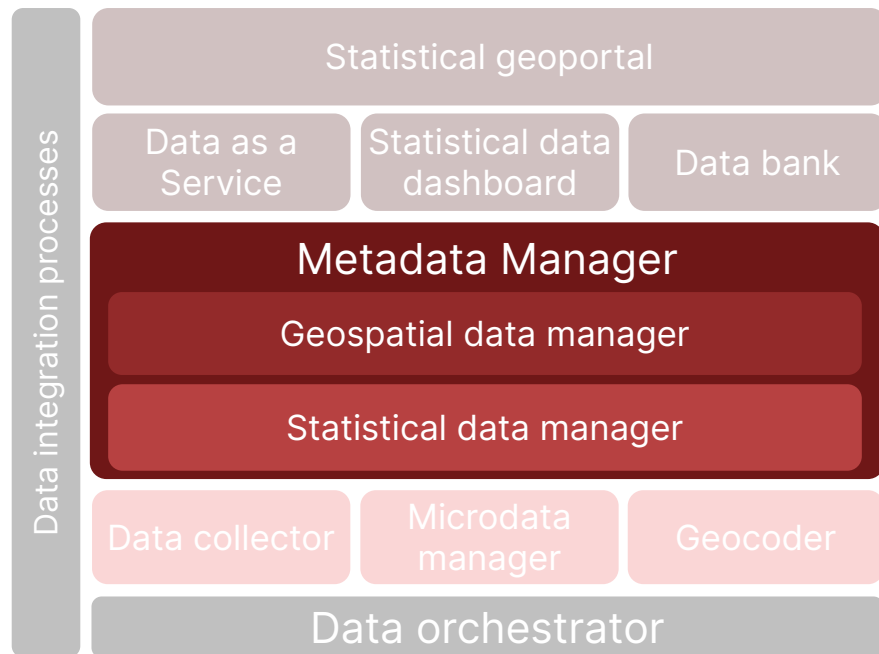 Data integration processes
Statistical geoportal
Data as a
Service
Statistical data
dashboard
Data bank
Metadata Manager
Geospatial data manager
Statistical data manager
Data collector
Microdata
manager
Geocoder
Data orchestrator